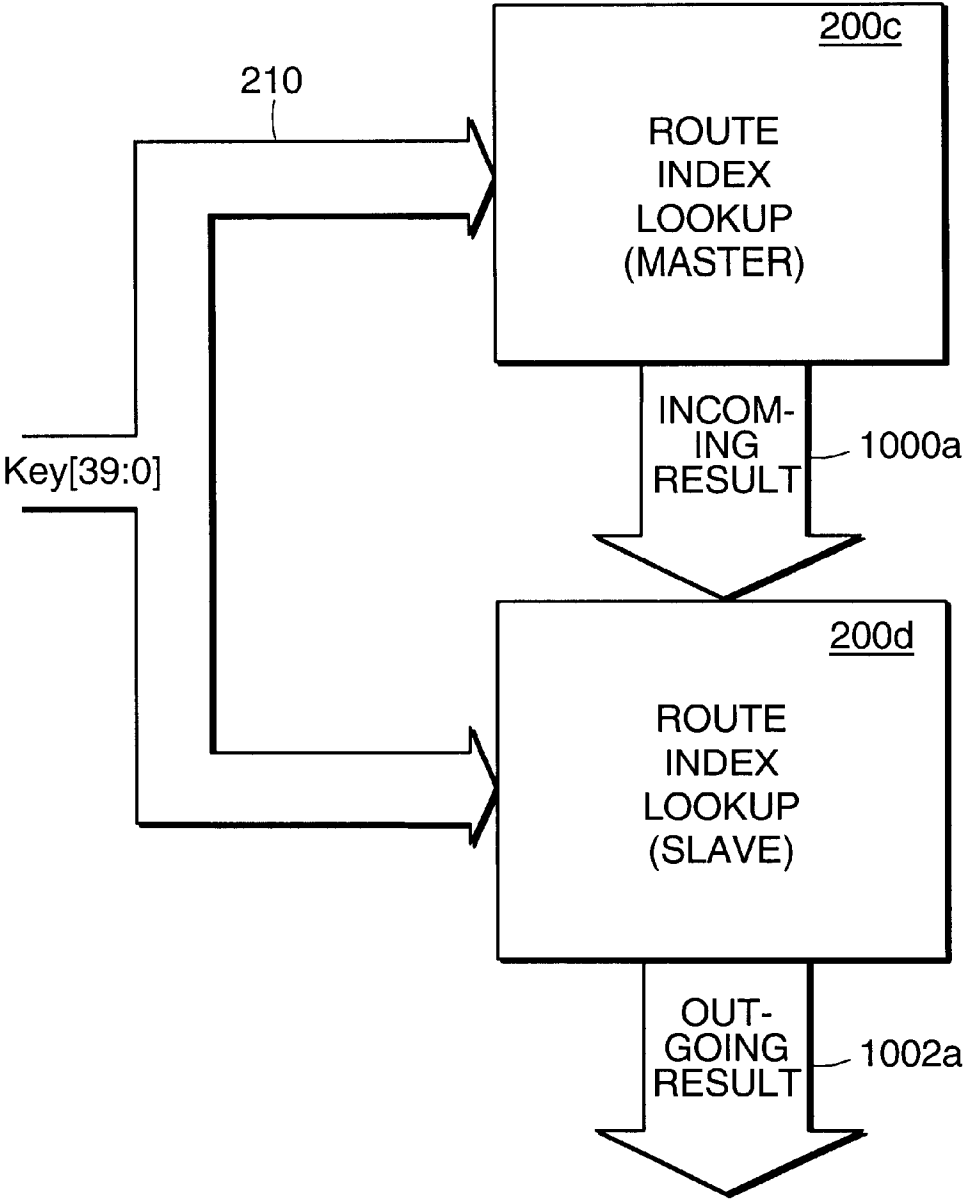 200c
210
ROUTE
INDEX
LOOKUP
(MASTER)
INCOM-
ING
RESULT
1000a
Key[39:0]
200d
ROUTE
INDEX
LOOKUP
(SLAVE)
OUT-
GOING
RESULT
1002a